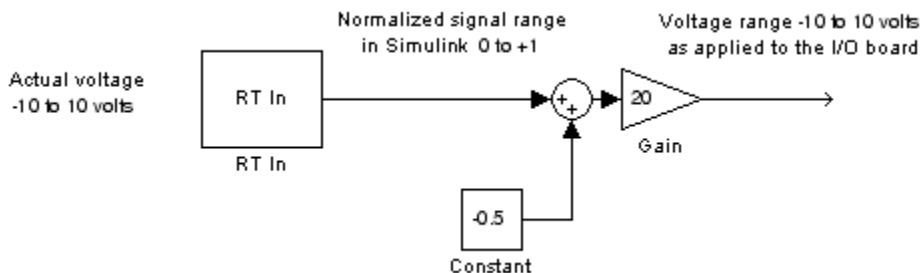 Normalized signal range
in Simulink 0 to +1
Voltage range -10 to 10 volts
as applied to the I/O board
Actual voltage
-10 to 10 volts
RT In
RT In
+
+
20
Gain
-0.5
Constant